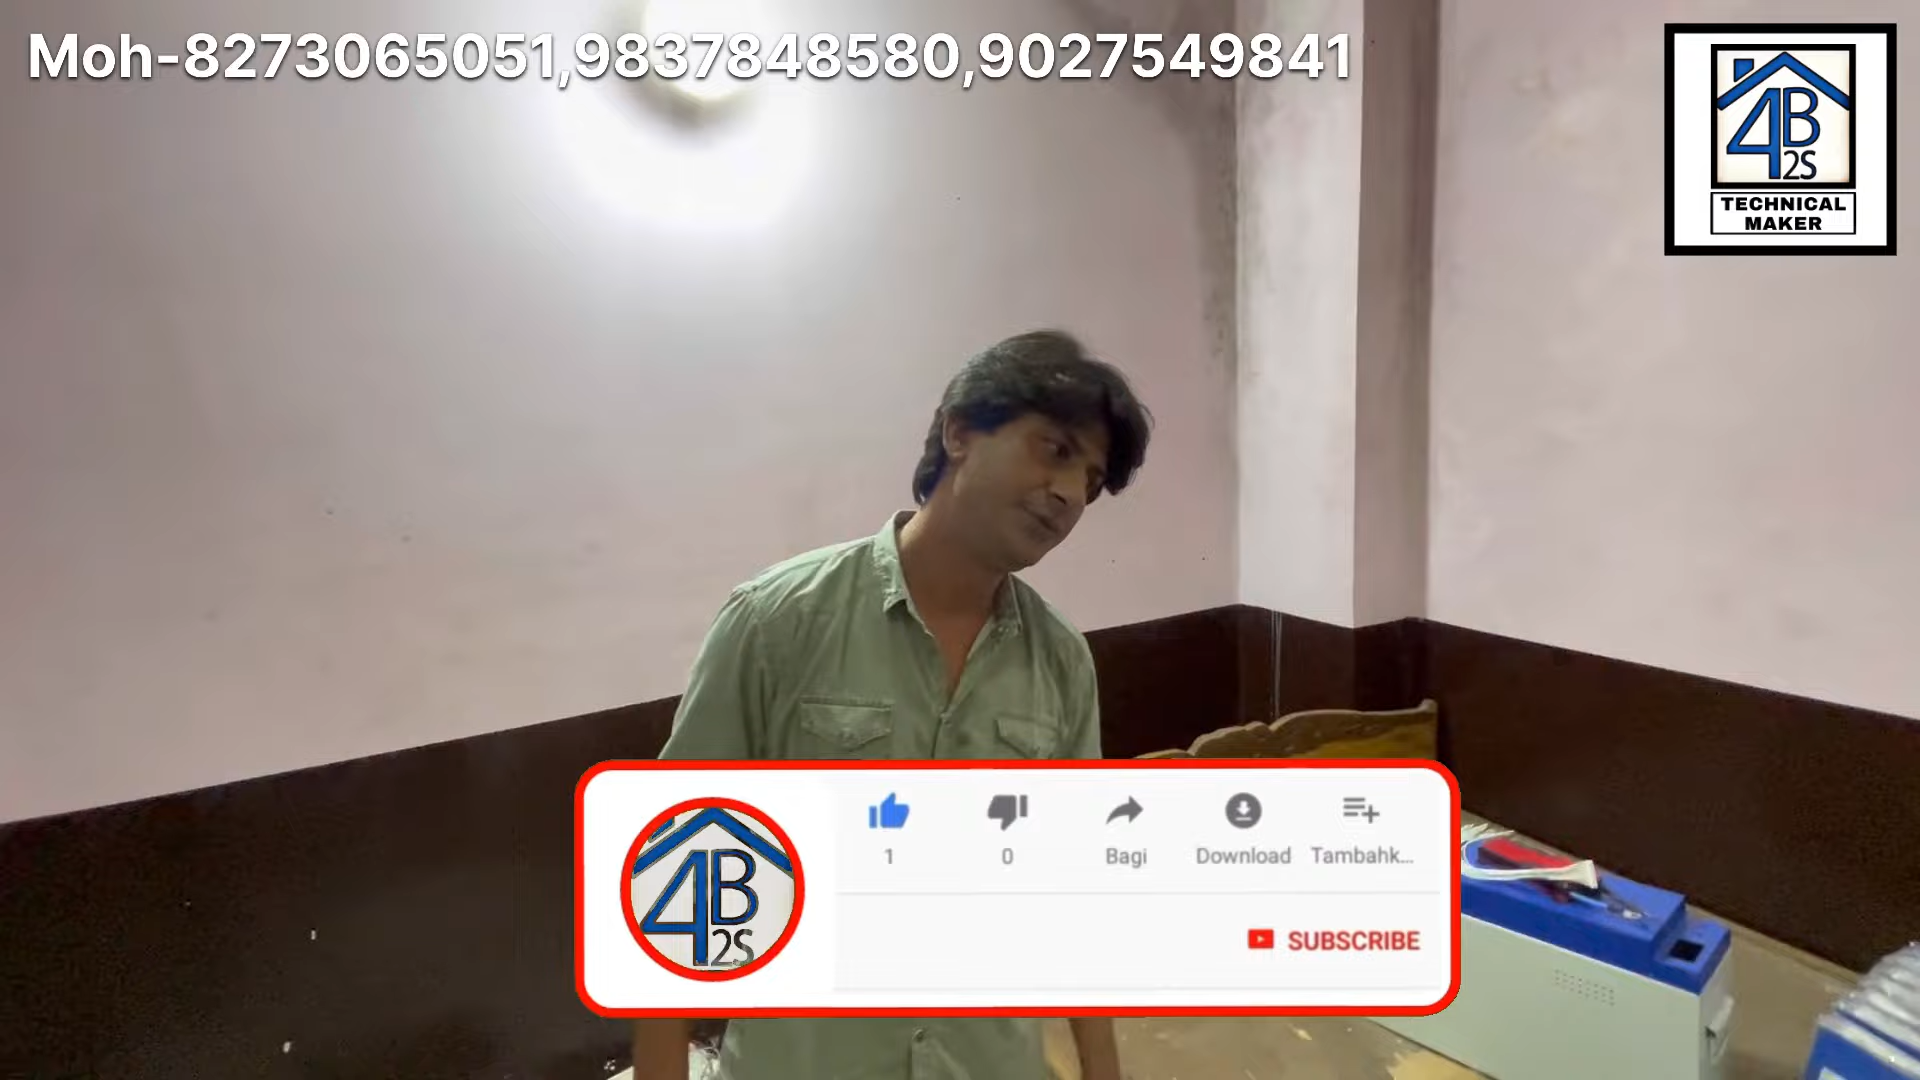 Moh-8273065051,9837848580,9027549841
4B
2S
TECHNICAL
MAKER
4B
2S
1
0
Bagi
Download
Tambahk...
SUBSCRIBE